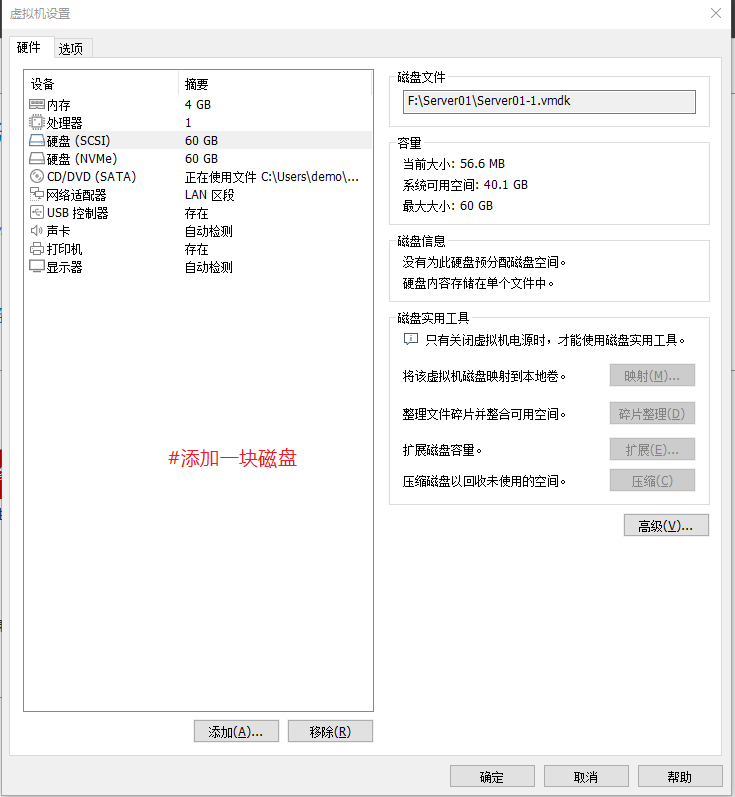 虚拟机设置
硬件 选项
设备 摘要
内存 4 GB
处理器 1
硬盘 (SCSI) 60 GB
硬盘 (NVMe) 60 GB
CD/DVD (SATA) 正在使用文件 C:\Users\demo\...
网络适配器 LAN 区段
USB 控制器 存在
声卡 自动检测
打印机 存在
显示器 自动检测
#添加一块磁盘
添加(A)... 移除(R)
磁盘文件
F:\Server01\Server01-1.vmdk
容量
当前大小: 56.6 MB
系统可用空间: 40.1 GB
最大大小: 60 GB
磁盘信息
没有为此硬盘预分配磁盘空间。
硬盘内容存储在单个文件中。
磁盘实用工具
只有关闭虚拟机电源时，才能使用磁盘实用工具。
将该虚拟机磁盘映射到本地卷。 映射(M)...
整理文件碎片并整合可用空间。 碎片整理(D)
扩展磁盘容量。 扩展(E)...
压缩磁盘以回收未使用的空间。 压缩(C)
高级(V)...
确定 取消 帮助